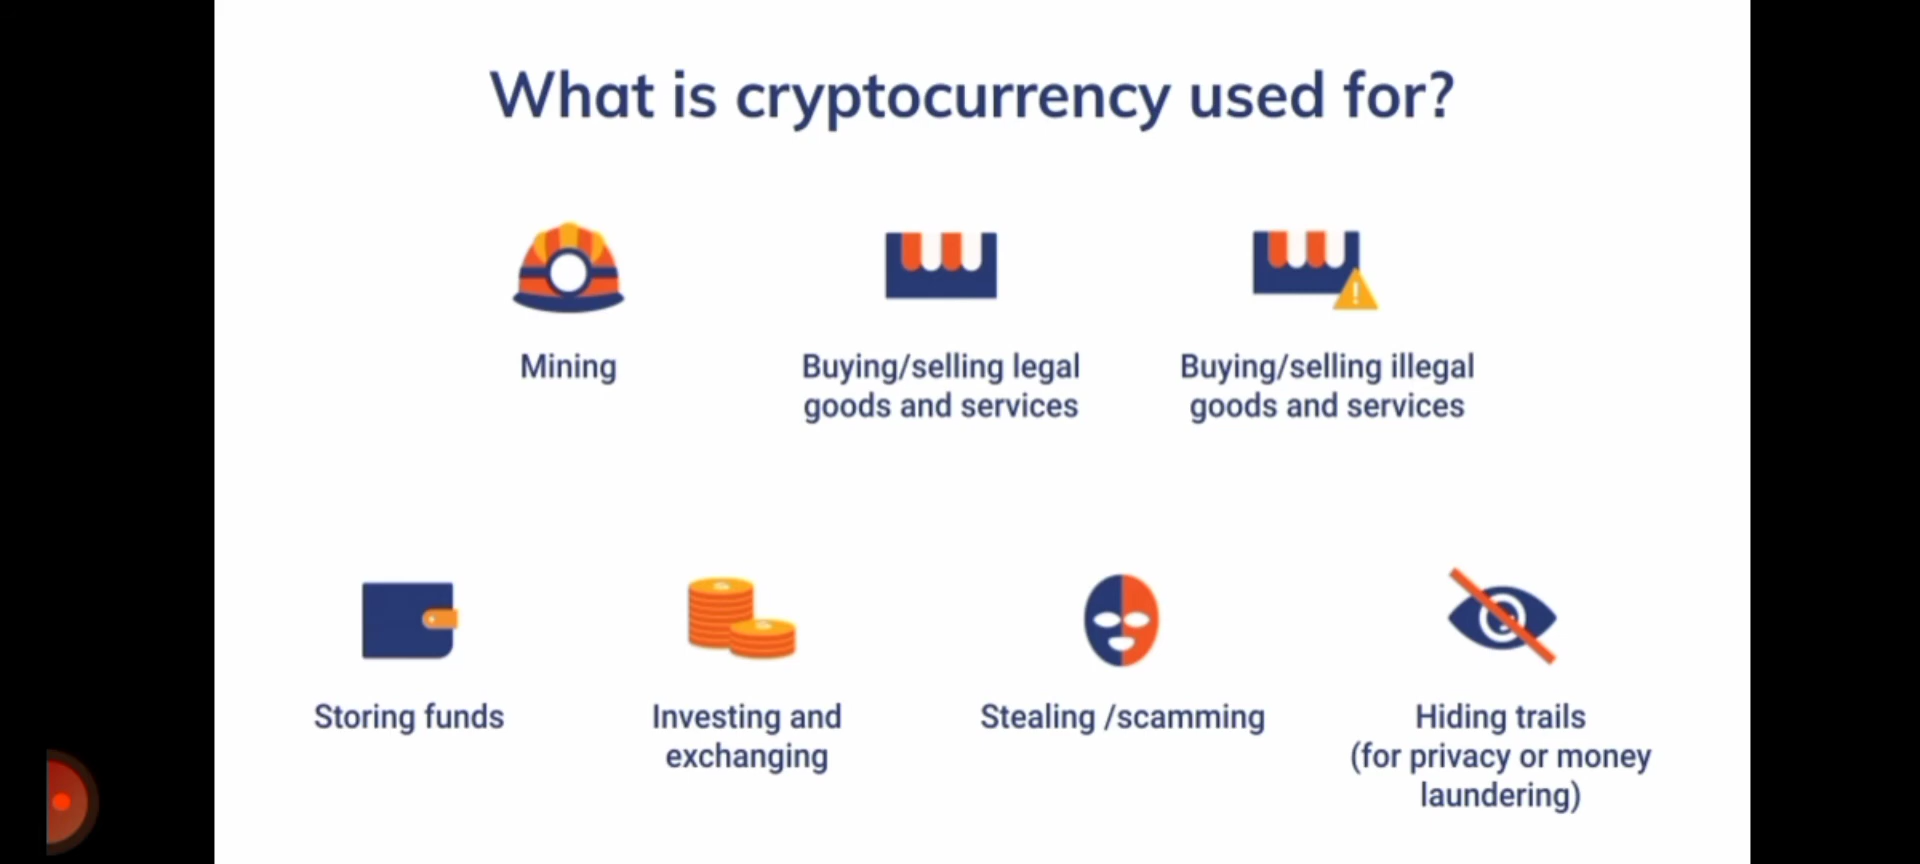 What is cryptocurrency used for?
Mining
Buying/selling legal
goods and services
Buying/selling illegal
goods and services
Storing funds
Investing and
exchanging
Stealing /scamming
Hiding trails
(for privacy or money
laundering)